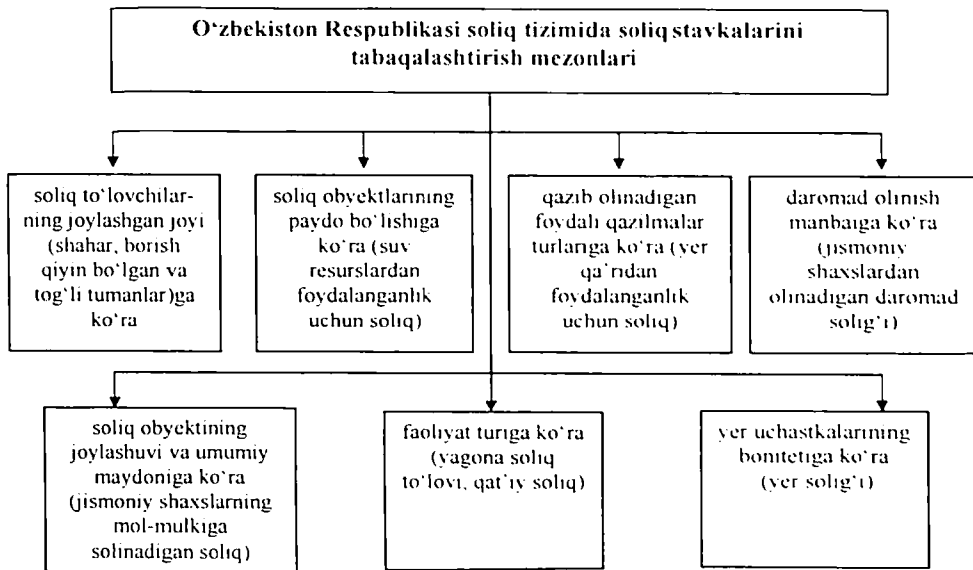 O‘zbekiston Respublikasi soliq tizimida soliq stavkalarini
tabaqalashtirish mezonlari
soliq to‘lovchilar-
ning joylashgan joyi
(shahar, borish
qiyin bo‘lgan va
tog‘li tumanlar)ga
ko‘ra
soliq obyektlarining
paydo bo‘lishiga
ko‘ra (suv
resurslardan
foydalanganlik
uchun soliq)
qazib olinadigan
foydali qazilmalar
turlariga ko‘ra (yer
qa‘ridan
foydalanganlik
uchun soliq)
daromad olinish
manbaiga ko‘ra
(jismoniy
shaxslardan
olinadigan daromad
solig‘i)
soliq obyektining
joylashuvi va umumiy
maydoniga ko‘ra
(jismoniy shaxslarning
mol-mulkiga
solinadigan soliq)
faoliyat turiga ko‘ra
(yagona soliq
to‘lovi, qat‘iy soliq)
yer uchastkalarining
bonitetiga ko‘ra
(yer solig‘i)